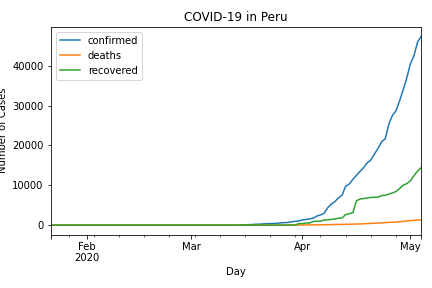 COVID-19 in Peru
confirmed
deaths
recovered
40000
30000
20000
10000
0
Number of Cases
Feb
2020
Mar
Apr
May
Day